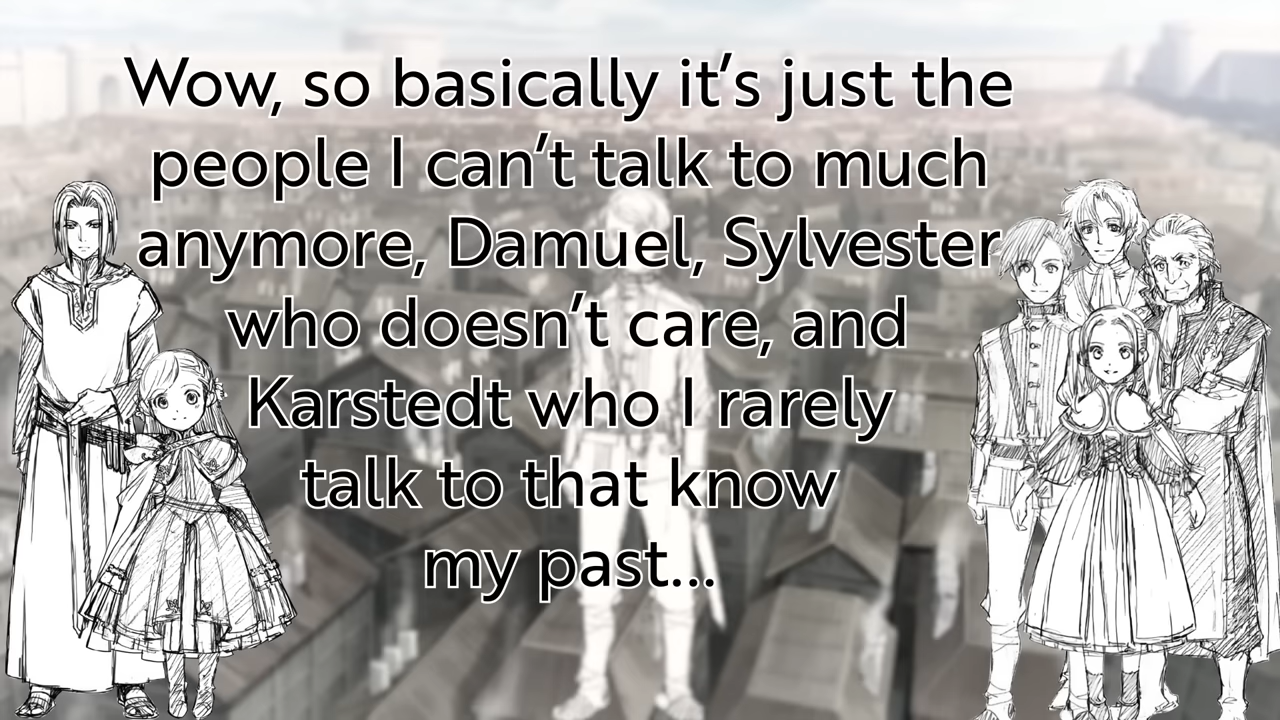 Wow, so basically it’s just the
people I can’t talk to much
anymore, Damuel, Sylvester
who doesn’t care, and
Karstedt who I rarely
talk to that know
my past...